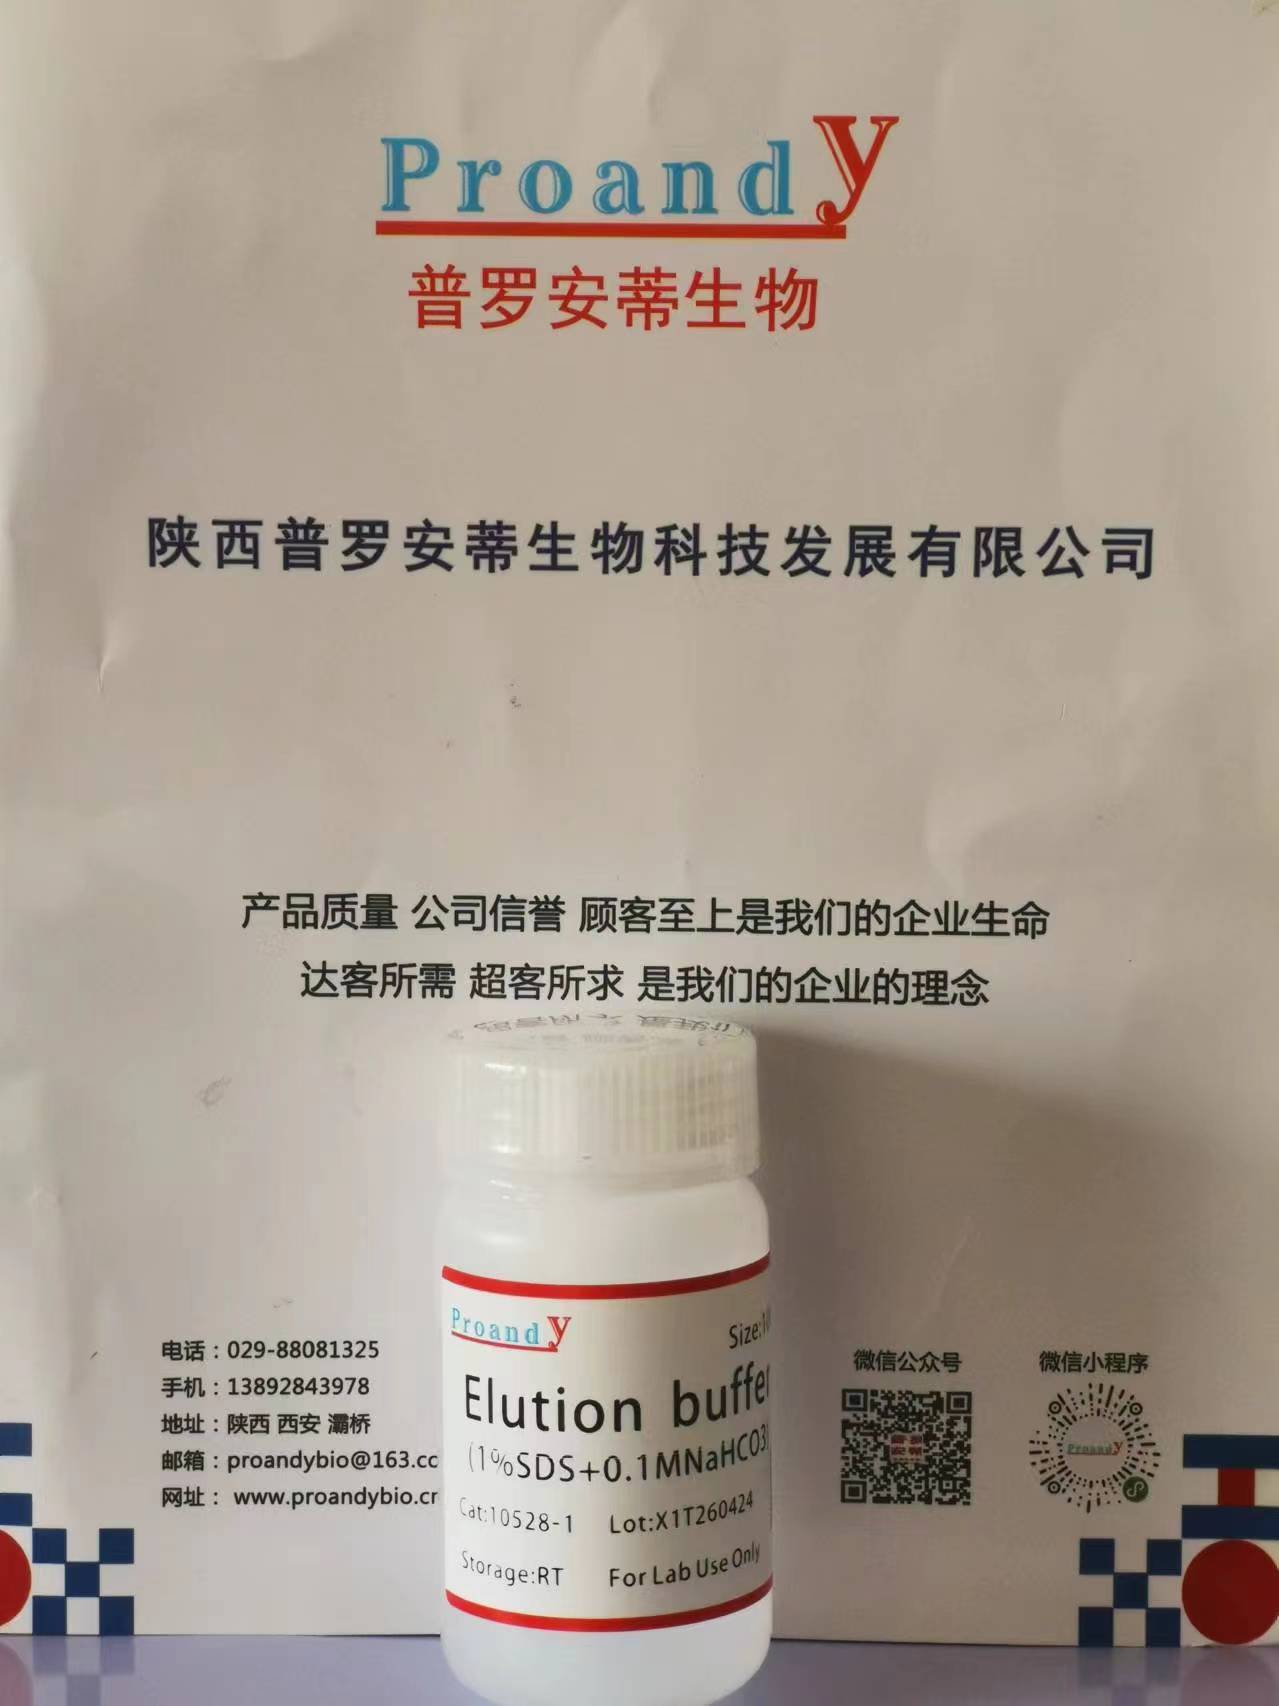 Proandy
普罗安蒂生物
陕西普罗安蒂生物科技发展有限公司
产品质量 公司信誉 顾客至上是我们的企业生命
达客所需 超客所求 是我们的企业的理念
电话：029-88081325
手机：13892843978
地址：陕西 西安 灞桥
邮箱：proandybio@163.cc
网址： www.proandybio.cn
微信公众号
微信小程序
Proandy
Proandy
Size:
Elution buffer
(1%SDS+0.1MNaHCO3)
Cat:10528-1 Lot:X1T260424
Storage:RT For Lab Use Only